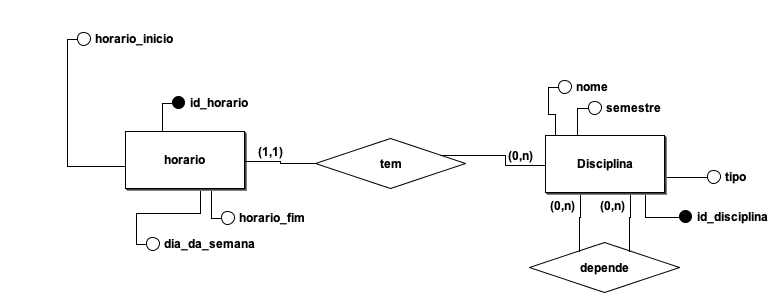 horario_inicio
nome
id_horario
semestre
horario
(1,1)
tem
(0,n)
Disciplina
tipo
(0,n)
(0,n)
id_disciplina
horario_fim
dia_da_semana
depende